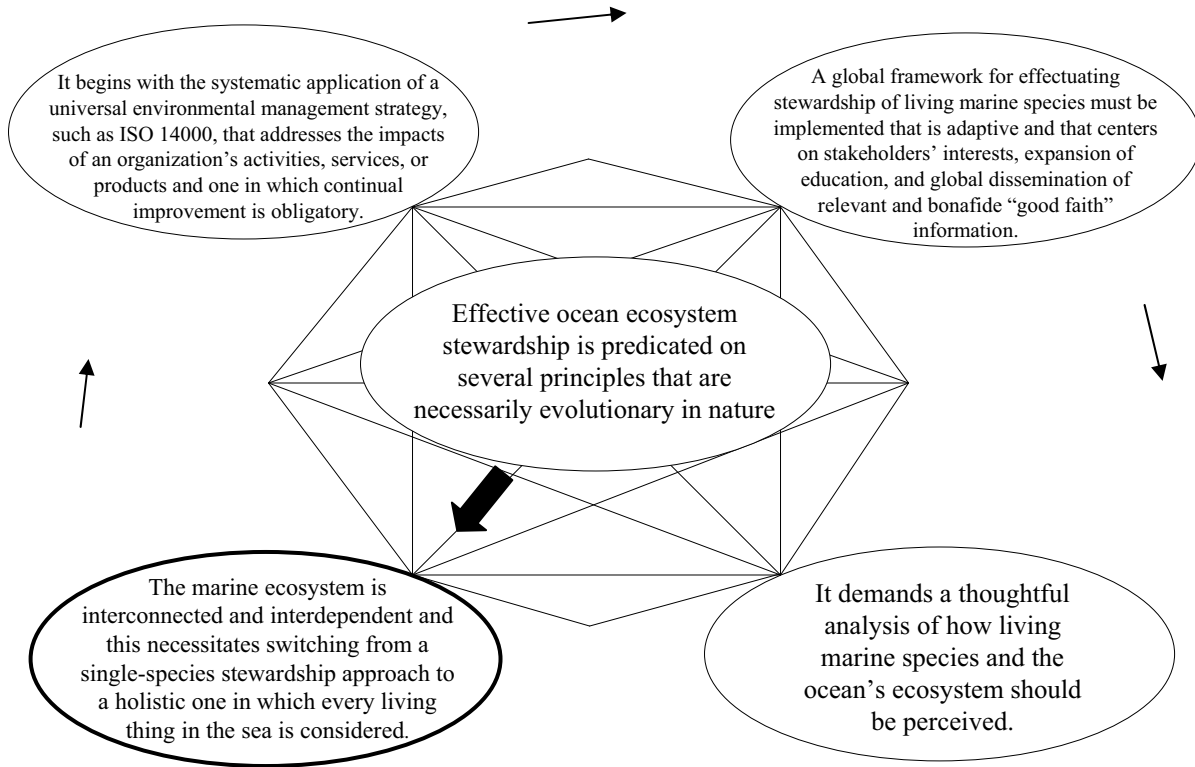 It begins with the systematic application of a
universal environmental management strategy,
such as ISO 14000, that addresses the impacts
of an organization’s activities, services, or
products and one in which continual
improvement is obligatory.
A global framework for effectuating
stewardship of living marine species must be
implemented that is adaptive and that centers
on stakeholders’ interests, expansion of
education, and global dissemination of
relevant and bonafide “good faith”
information.
Effective ocean ecosystem
stewardship is predicated on
several principles that are
necessarily evolutionary in nature
The marine ecosystem is
interconnected and interdependent and
this necessitates switching from a
single-species stewardship approach to
a holistic one in which every living
thing in the sea is considered.
It demands a thoughtful
analysis of how living
marine species and the
ocean’s ecosystem should
be perceived.